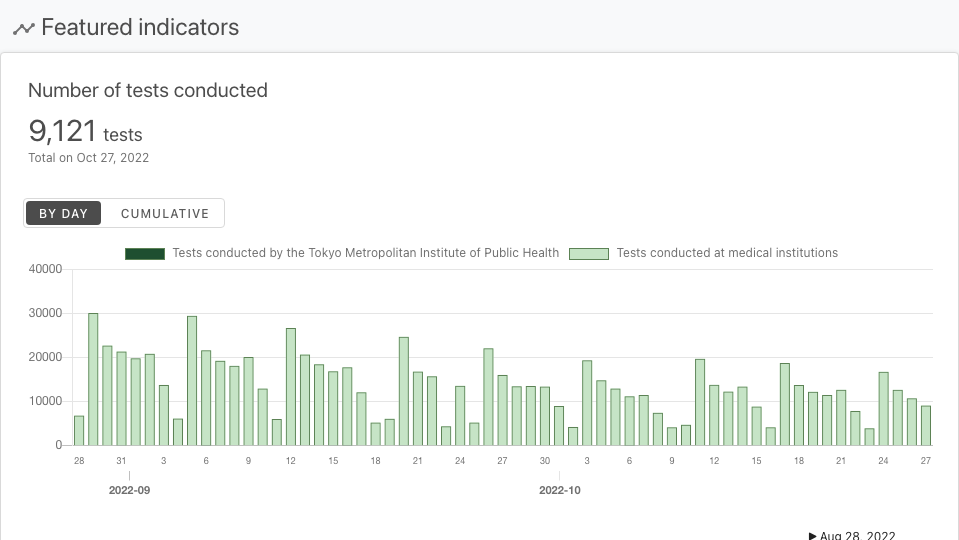 Featured indicators
Number of tests conducted
9,121 tests
Total on Oct 27, 2022
BY DAY CUMULATIVE
Tests conducted by the Tokyo Metropolitan Institute of Public Health Tests conducted at medical institutions
40000
30000
20000
10000
0
28 31 3 6 9 12 15 18 21 24 27 30 3 6 9 12 15 18 21 24 27
2022-09 2022-10
Aug 28, 2022